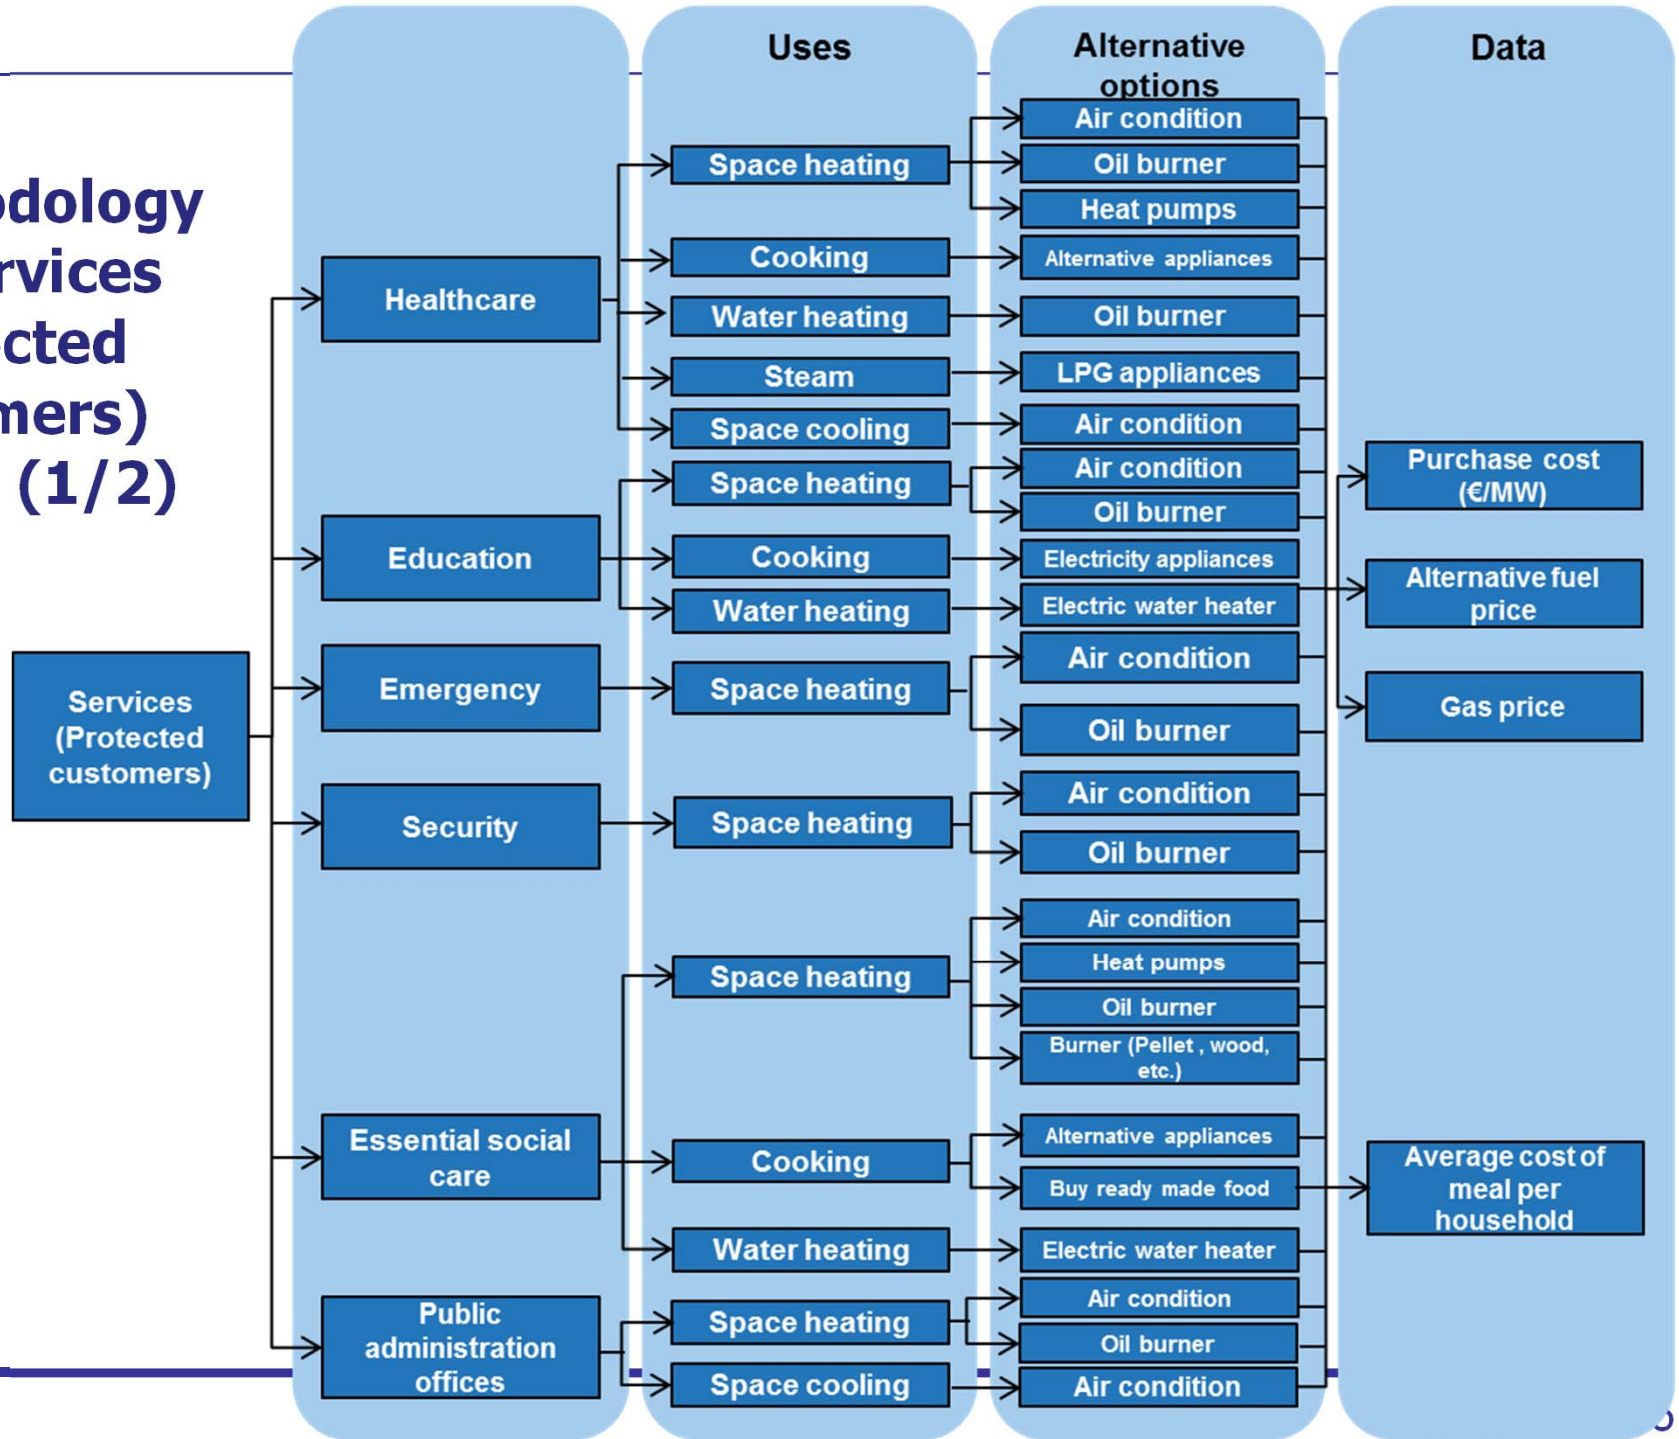 odology
rvices
cted
mers)
(1/2)
Services
(Protected
customers)
Healthcare
Education
Emergency
Security
Essential social
care
Public
administration
offices
Uses
Space heating
Cooking
Water heating
Steam
Space cooling
Space heating
Cooking
Water heating
Space heating
Space heating
Space heating
Cooking
Water heating
Space heating
Space cooling
Alternative
options
Air condition
Oil burner
Heat pumps
Alternative appliances
Oil burner
LPG appliances
Air condition
Air condition
Oil burner
Electricity appliances
Electric water heater
Air condition
Oil burner
Air condition
Oil burner
Air condition
Heat pumps
Oil burner
Burner (Pellet , wood,
etc.)
Alternative appliances
Buy ready made food
Electric water heater
Air condition
Oil burner
Air condition
Data
Purchase cost
(€/MW)
Alternative fuel
price
Gas price
Average cost of
meal per
household